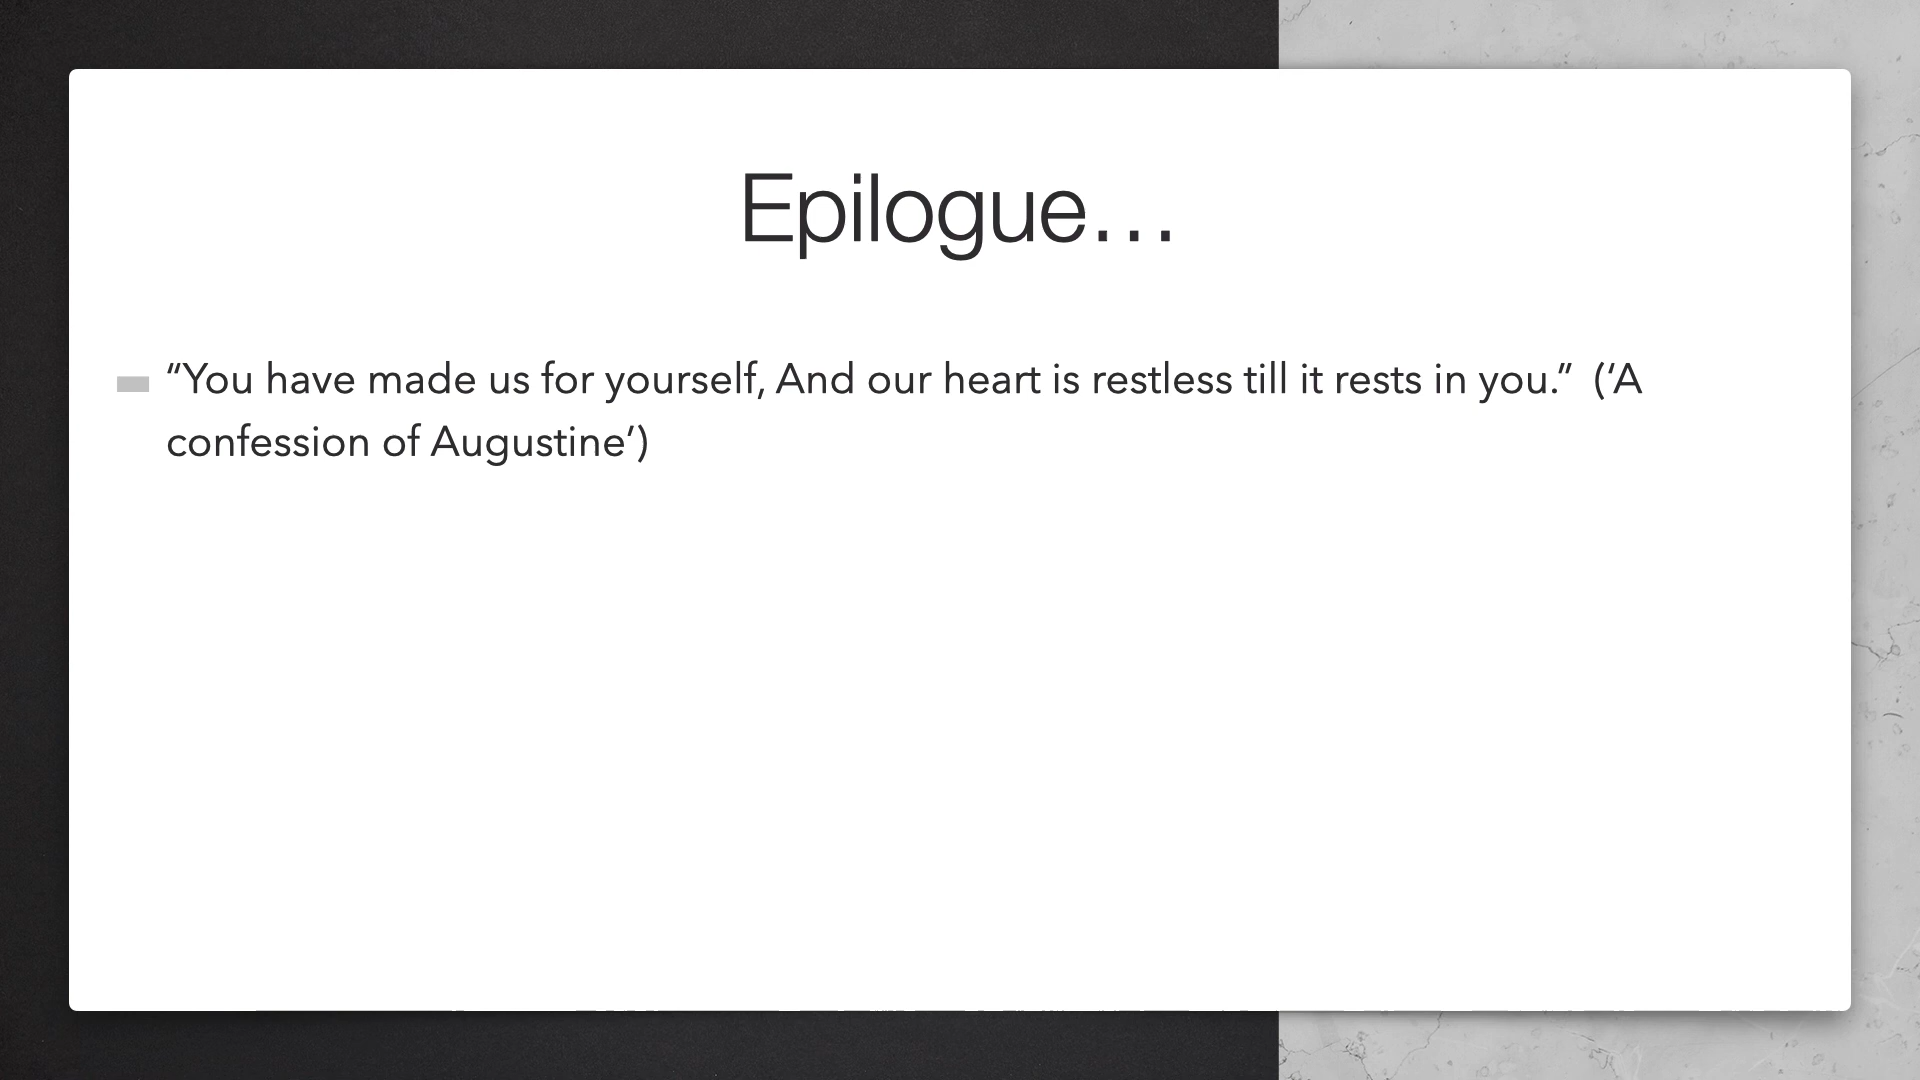 Epilogue…
“You have made us for yourself, And our heart is restless till it rests in you.”  (‘A
confession of Augustine’)